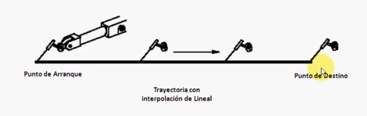 Punto de Arranque
Punto de Destino
Trayectoria con
interpolación de Lineal